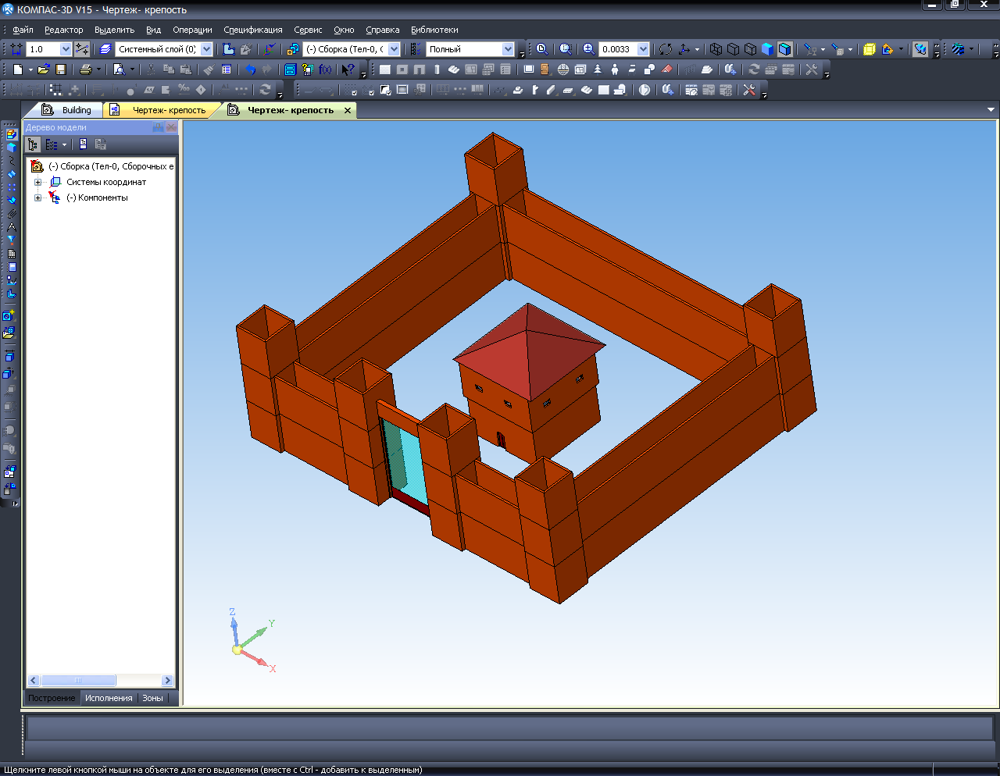 КОМПАС-3D V15 - Чертеж- крепость
Файл Редактор Выделить Вид Операции Спецификация Сервис Окно Справка Библиотеки
1.0 Системный слой (0) (-) Сборка (Тел-0, Полный 0.0033
f(x)
Building Чертеж- крепость Чертеж- крепость
Дерево модели
(-) Сборка (Тел-0, Сборочных е
Системы координат
(-) Компоненты
Z
Y
X
Построение Исполнения Зоны
Щелкните левой кнопкой мыши на объекте для его выделения (вместе с Ctrl - добавить к выделенным)